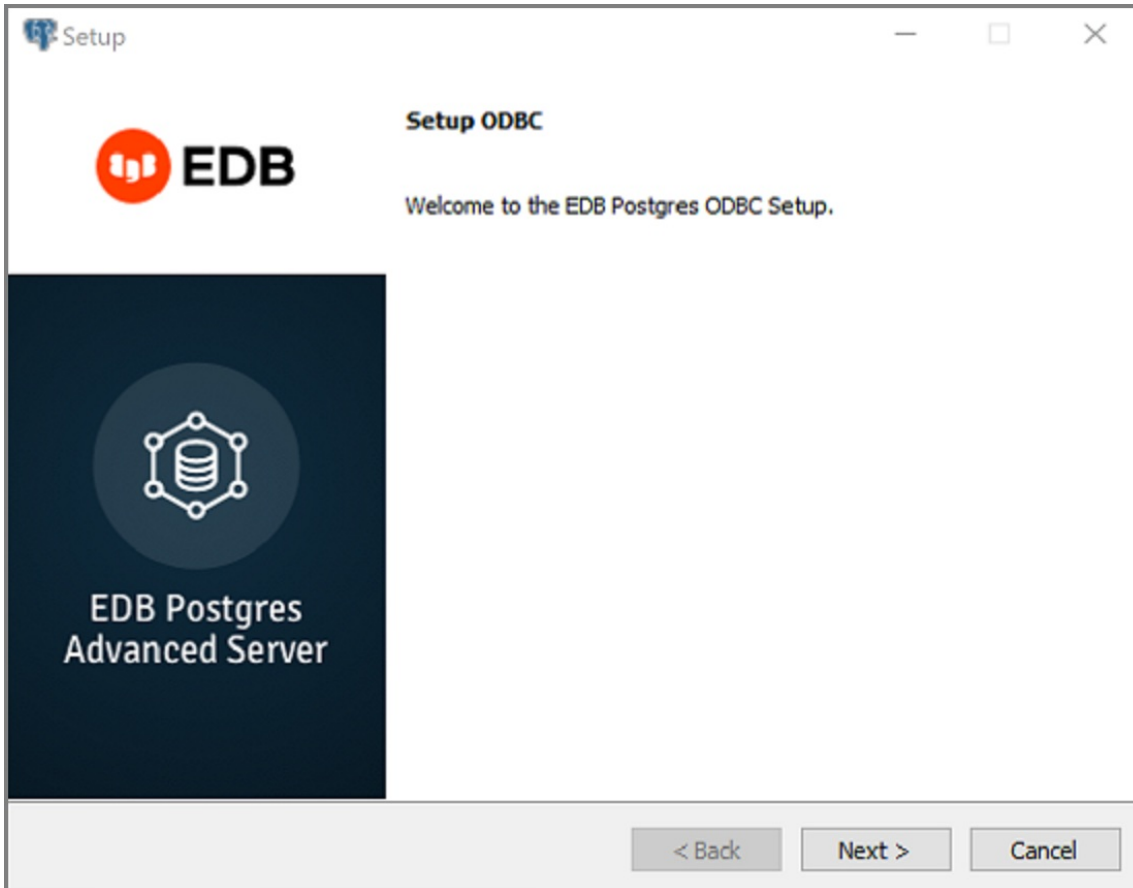 Setup
EDB
Setup ODBC
Welcome to the EDB Postgres ODBC Setup.
EDB Postgres
Advanced Server
< Back
Next >
Cancel